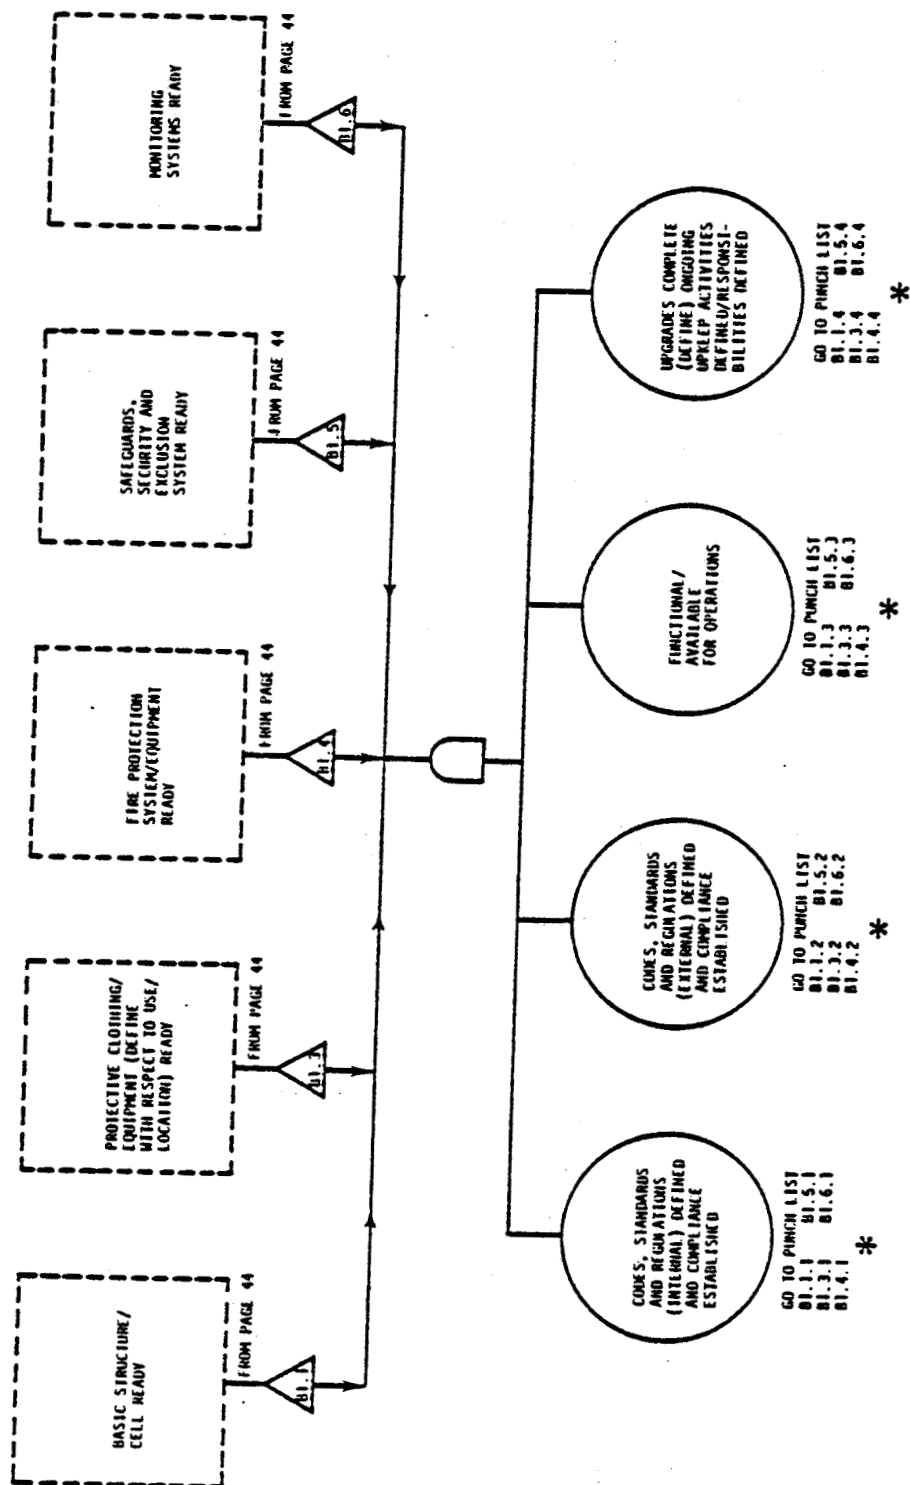 BASIC STRUCTURE/
CELL READY
FROM PAGE 44
B1.1
PROTECTIVE CLOTHING/
EQUIPMENT (DEFINE
WITH RESPECT TO USE/
LOCATION) READY
FROM PAGE 44
B1.3
FIRE PROTECTION
SYSTEM/EQUIPMENT
READY
FROM PAGE 44
B1.4
SAFEGUARDS,
SECURITY AND
EXCLUSION
SYSTEM READY
FROM PAGE 44
B1.5
MONITORING
SYSTEMS READY
FROM PAGE 44
B1.6
CODES, STANDARDS
AND REGULATIONS
(INTERNAL) DEFINED
AND COMPLIANCE
ESTABLISHED
GO TO PUNCH LIST
B1.1.1 B1.5.1
B1.3.1 B1.6.1
B1.4.1
*
CODES, STANDARDS
AND REGULATIONS
(EXTERNAL) DEFINED
AND COMPLIANCE
ESTABLISHED
GO TO PUNCH LIST
B1.1.2 B1.5.2
B1.3.2 B1.6.2
B1.4.2
*
FUNCTIONAL/
AVAILABLE
FOR OPERATIONS
GO TO PUNCH LIST
B1.1.3 B1.5.3
B1.3.3 B1.6.3
B1.4.3
*
UPGRADES COMPLETE
(DEFINE) ONGOING
UPKEEP ACTIVITIES
DEFINED/RESPONSI-
BILITIES DEFINED
GO TO PUNCH LIST
B1.1.4 B1.5.4
B1.3.4 B1.6.4
B1.4.4
*